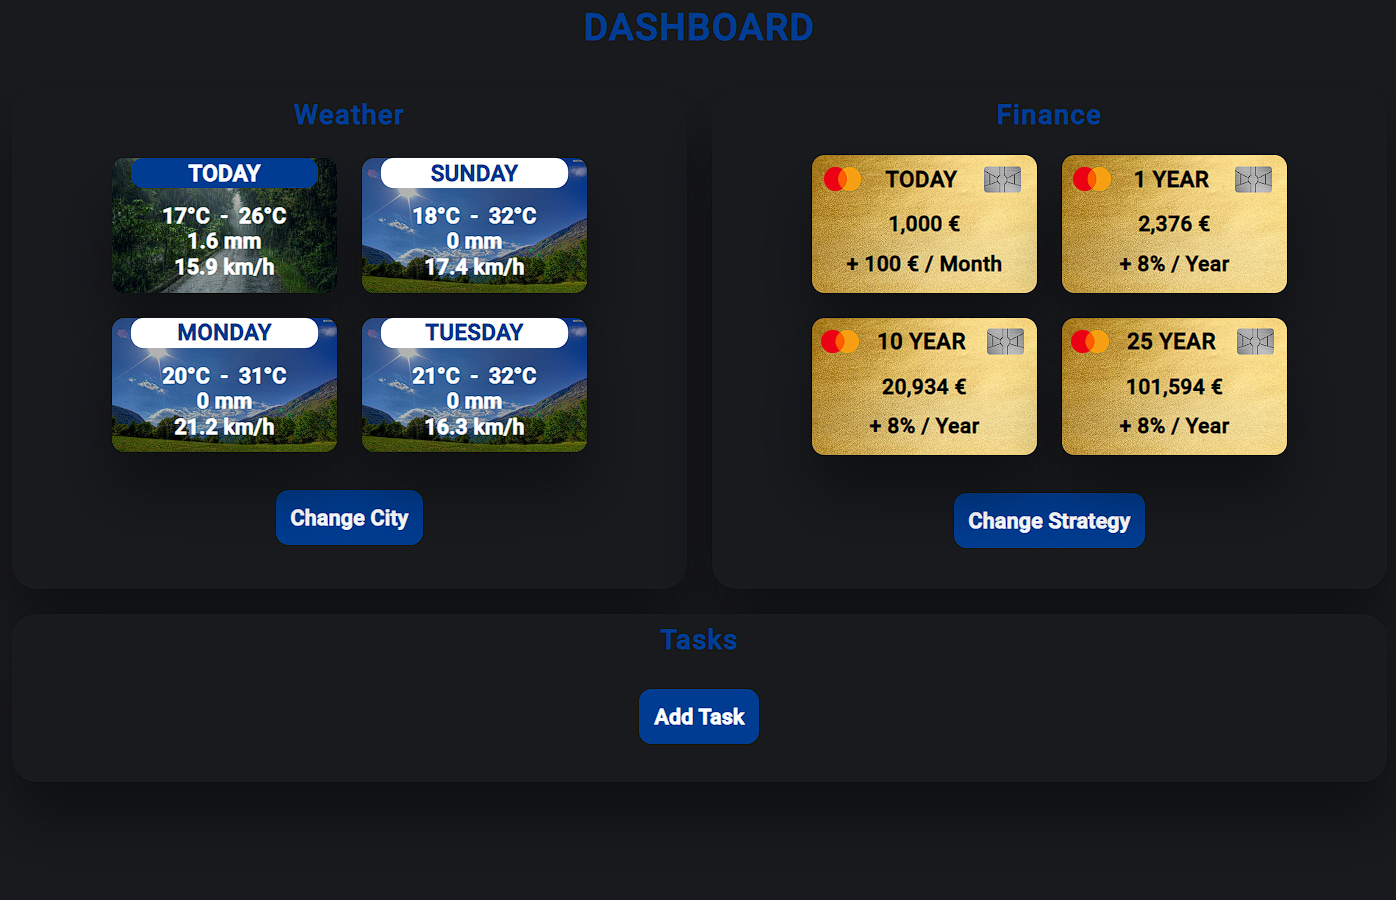 DASHBOARD
Weather
TODAY
17°C - 26°C
1.6 mm
15.9 km/h
SUNDAY
18°C - 32°C
0 mm
17.4 km/h
MONDAY
20°C - 31°C
0 mm
21.2 km/h
TUESDAY
21°C - 32°C
0 mm
16.3 km/h
Change City
Finance
TODAY
1,000 €
+ 100 € / Month
1 YEAR
2,376 €
+ 8% / Year
10 YEAR
20,934 €
+ 8% / Year
25 YEAR
101,594 €
+ 8% / Year
Change Strategy
Tasks
Add Task